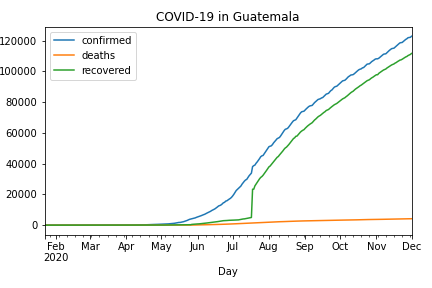 COVID-19 in Guatemala
confirmed
deaths
recovered
120000
100000
80000
60000
40000
20000
0
Feb Mar Apr May Jun Jul Aug Sep Oct Nov Dec
2020
Day